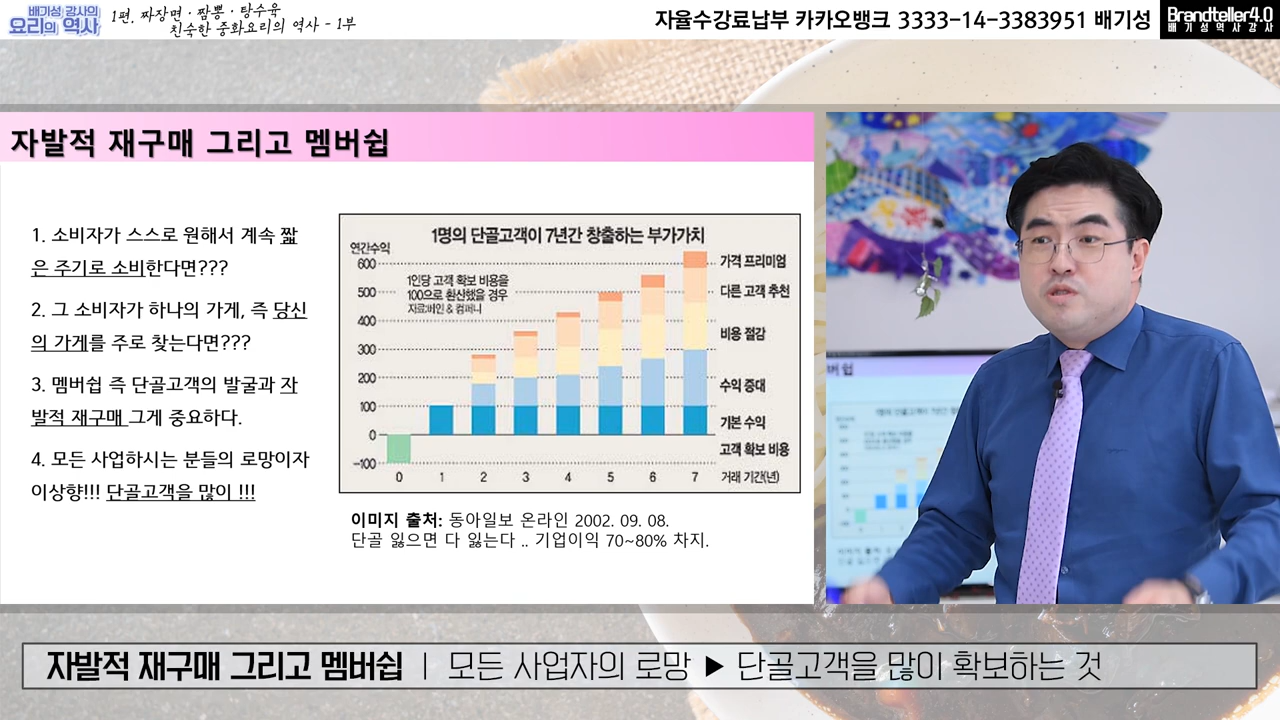 배기성 강사의
요리의 역사
1편. 짜장면 · 짬뽕 · 탕수육
친숙한 중화요리의 역사 - 1부
자율수강료납부 카카오뱅크 3333-14-3383951 배기성
Brandteller4.0
배기성역사강사
자발적 재구매 그리고 멤버쉽
1. 소비자가 스스로 원해서 계속 짧
은 주기로 소비한다면???
2. 그 소비자가 하나의 가게, 즉 당신
의 가게를 주로 찾는다면???
3. 멤버쉽 즉 단골고객의 발굴과 자
발적 재구매 그게 중요하다.
4. 모든 사업하시는 분들의 로망이자
이상향!!! 단골고객을 많이 !!!
1명의 단골고객이 7년간 창출하는 부가가치
연간수익
600
500
400
300
200
100
0
-100
1인당 고객 확보 비용을
100으로 환산했을 경우
자료:베인 & 컴퍼니
가격 프리미엄
다른 고객 추천
비용 절감
수익 증대
기본 수익
고객 확보 비용
0 1 2 3 4 5 6 7 거래 기간(년)
이미지 출처: 동아일보 온라인 2002. 09. 08.
단골 잃으면 다 잃는다 .. 기업이익 70~80% 차지.
버쉽
자발적 재구매 그리고 멤버쉽 | 모든 사업자의 로망 ▶ 단골고객을 많이 확보하는 것